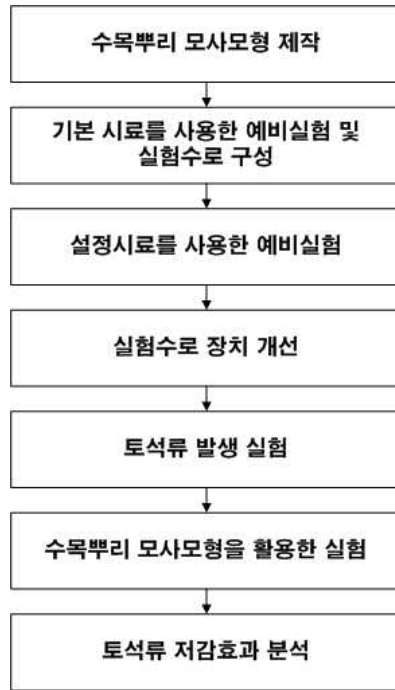 수목뿌리 모사모형 제작
기본 시료를 사용한 예비실험 및
실험수로 구성
설정시료를 사용한 예비실험
실험수로 장치 개선
토석류 발생 실험
수목뿌리 모사모형을 활용한 실험
토석류 저감효과 분석